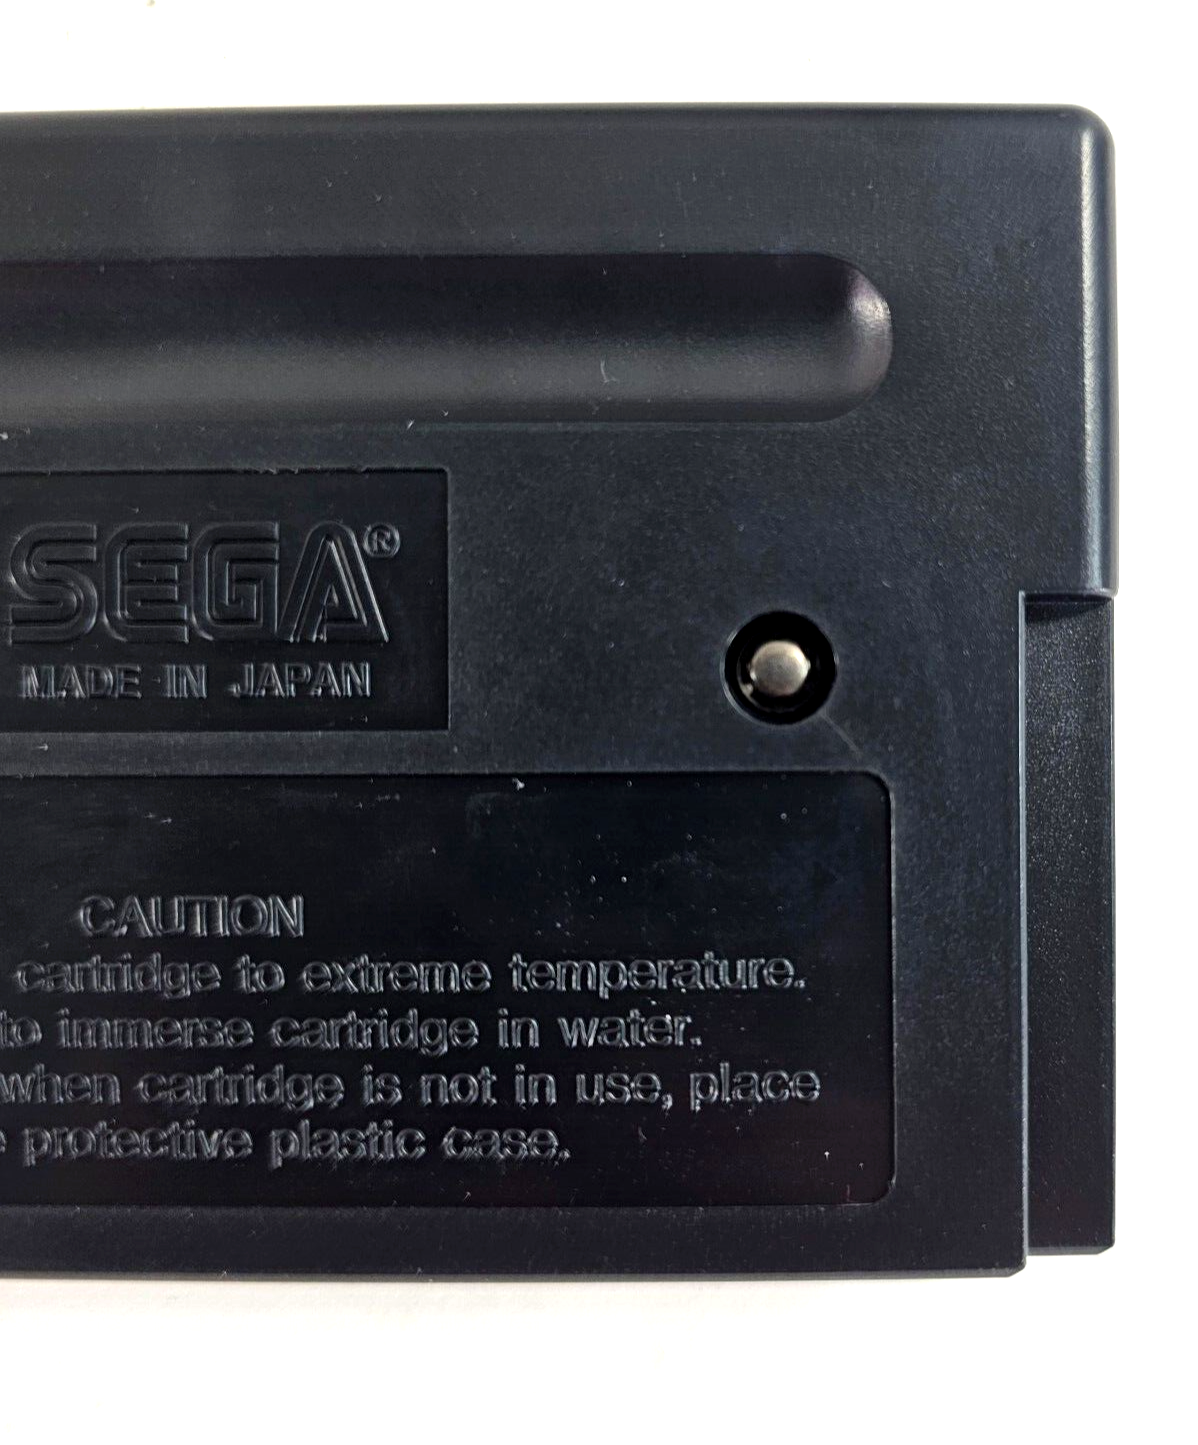 SEGA®
MADE IN JAPAN
CAUTION
cartridge to extreme temperature.
to immerse cartridge in water.
when cartridge is not in use, place
protective plastic case.